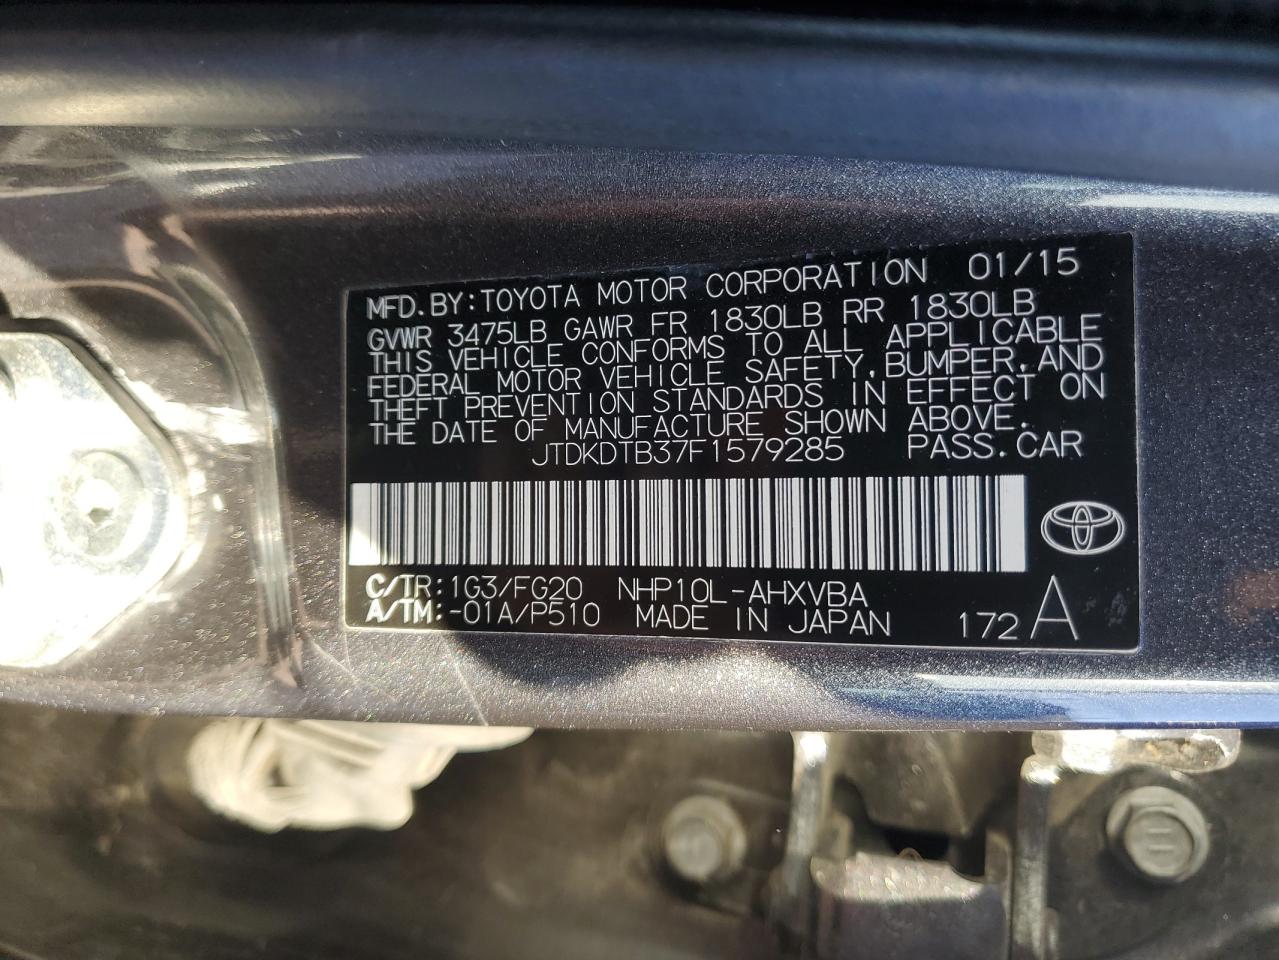 MFD.BY:TOYOTA MOTOR CORPORATION 01/15
GVWR 3475LB GAWR FR 1830LB RR 1830LB
THIS VEHICLE CONFORMS TO ALL APPLICABLE
FEDERAL MOTOR VEHICLE SAFETY,BUMPER,AND
THEFT PREVENTION STANDARDS IN EFFECT ON
THE DATE OF MANUFACTURE SHOWN ABOVE.
JTDKDTB37F1579285 PASS.CAR
C/TR:1G3/FG20 NHP10L-AHXVBA
A/TM:-01A/P510 MADE IN JAPAN 172 A